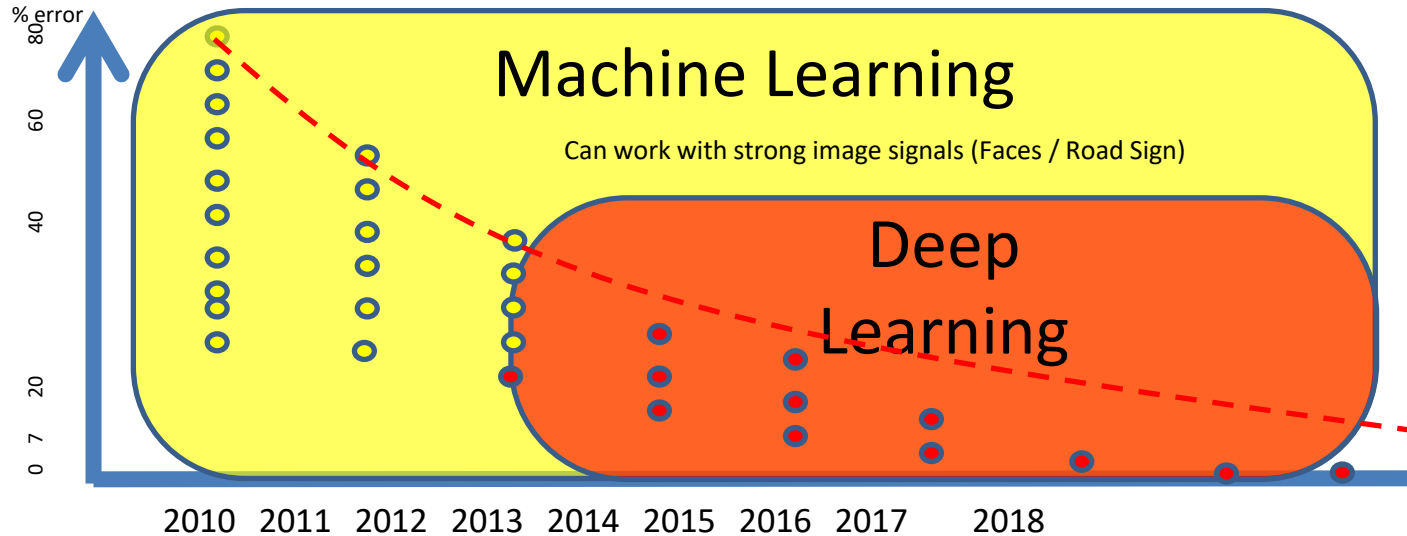 % error
80
Machine Learning
60
Can work with strong image signals (Faces / Road Sign)
40
Deep
Learning
20
7
0
2010 2011 2012 2013 2014 2015 2016 2017 2018